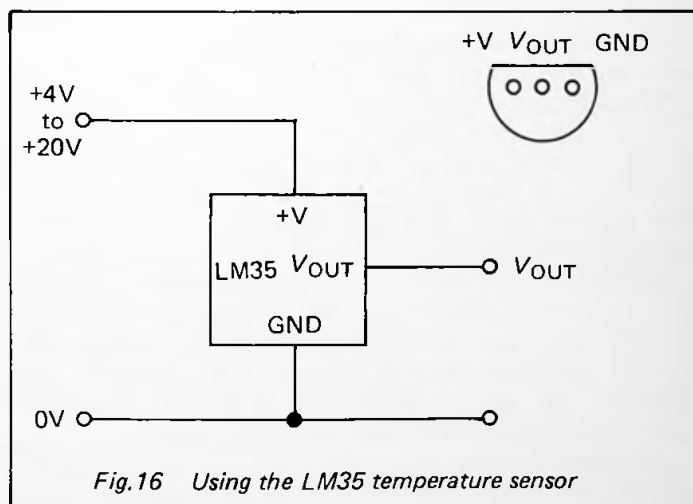 +V VOUT GND
+4V
to
+20V
+V
LM35 VOUT
VOUT
GND
0V
Fig.16 Using the LM35 temperature sensor